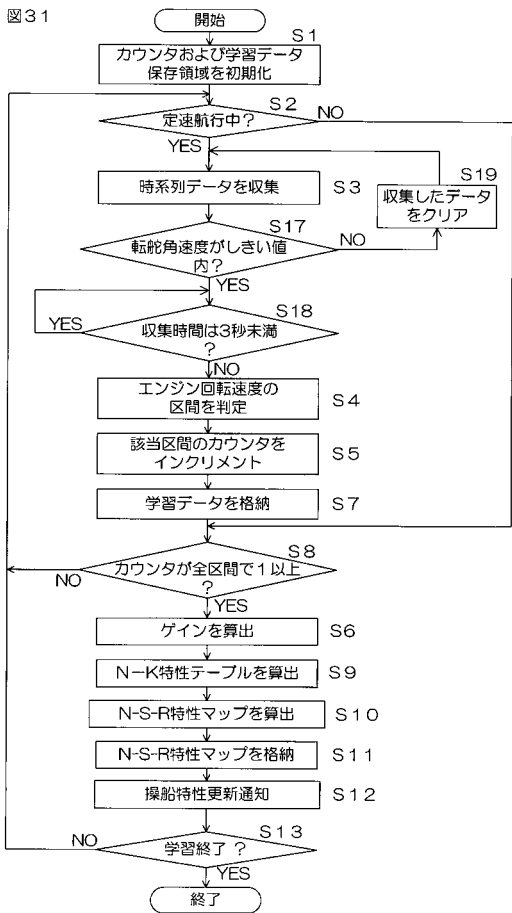 図31
開始
S1
カウンタおよび学習データ
保存領域を初期化
S2
定速航行中?
NO
YES
S19
時系列データを収集
S3
収集したデータ
をクリア
S17
転舵角速度がしきい値
内?
NO
YES
S18
YES
収集時間は3秒未満
?
NO
エンジン回転速度の
区間を判定
S4
該当区間のカウンタを
インクリメント
S5
学習データを格納
S7
S8
カウンタが全区間で1以上
?
NO
YES
ゲインを算出
S6
N-K特性テーブルを算出
S9
N-S-R特性マップを算出
S10
N-S-R特性マップを格納
S11
操船特性更新通知
S12
S13
NO
学習終了?
YES
終了